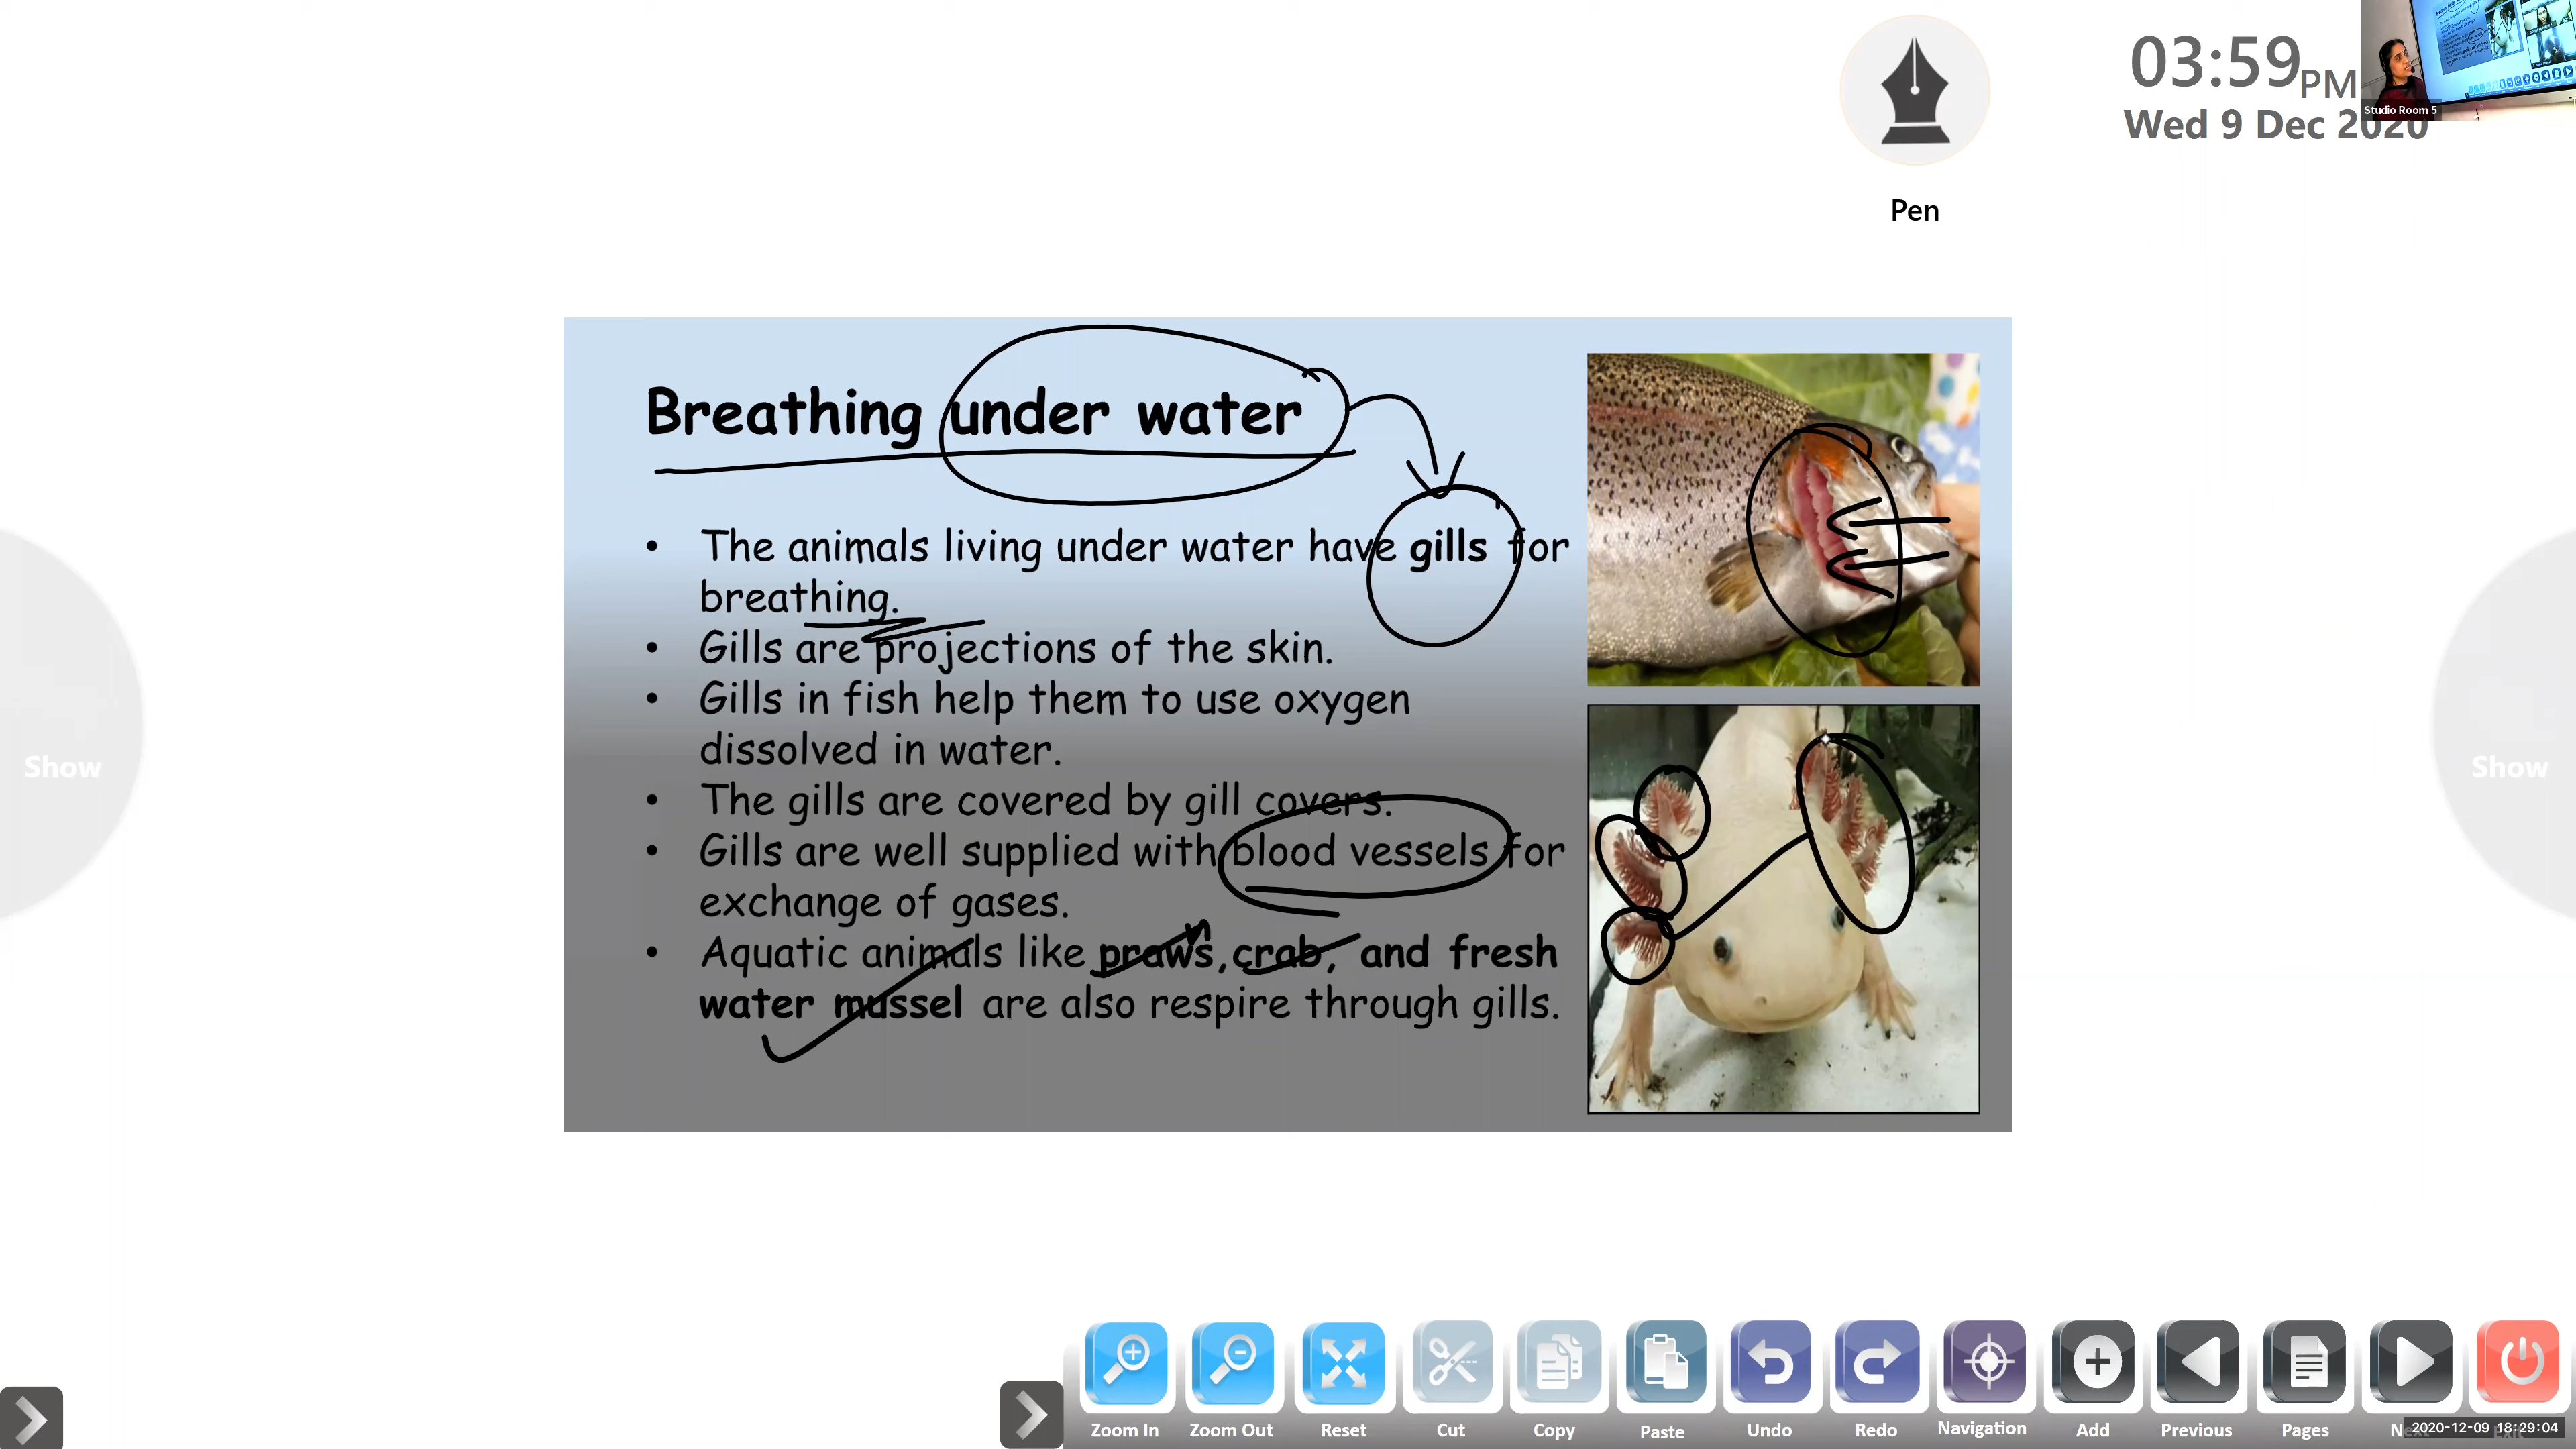 03:59 PM
Wed 9 Dec 2020
Studio Room 5
Pen
Breathing under water
• The animals living under water have gills for
breathing.
• Gills are projections of the skin.
• Gills in fish help them to use oxygen
dissolved in water.
• The gills are covered by gill covers.
• Gills are well supplied with blood vessels for
exchange of gases.
• Aquatic animals like praws, crab, and fresh
water mussel are also respire through gills.
n
Show
Show
Zoom In Zoom Out Reset Cut Copy Paste Undo Redo Navigation Add Previous Pages
2020-12-09 18:29:04